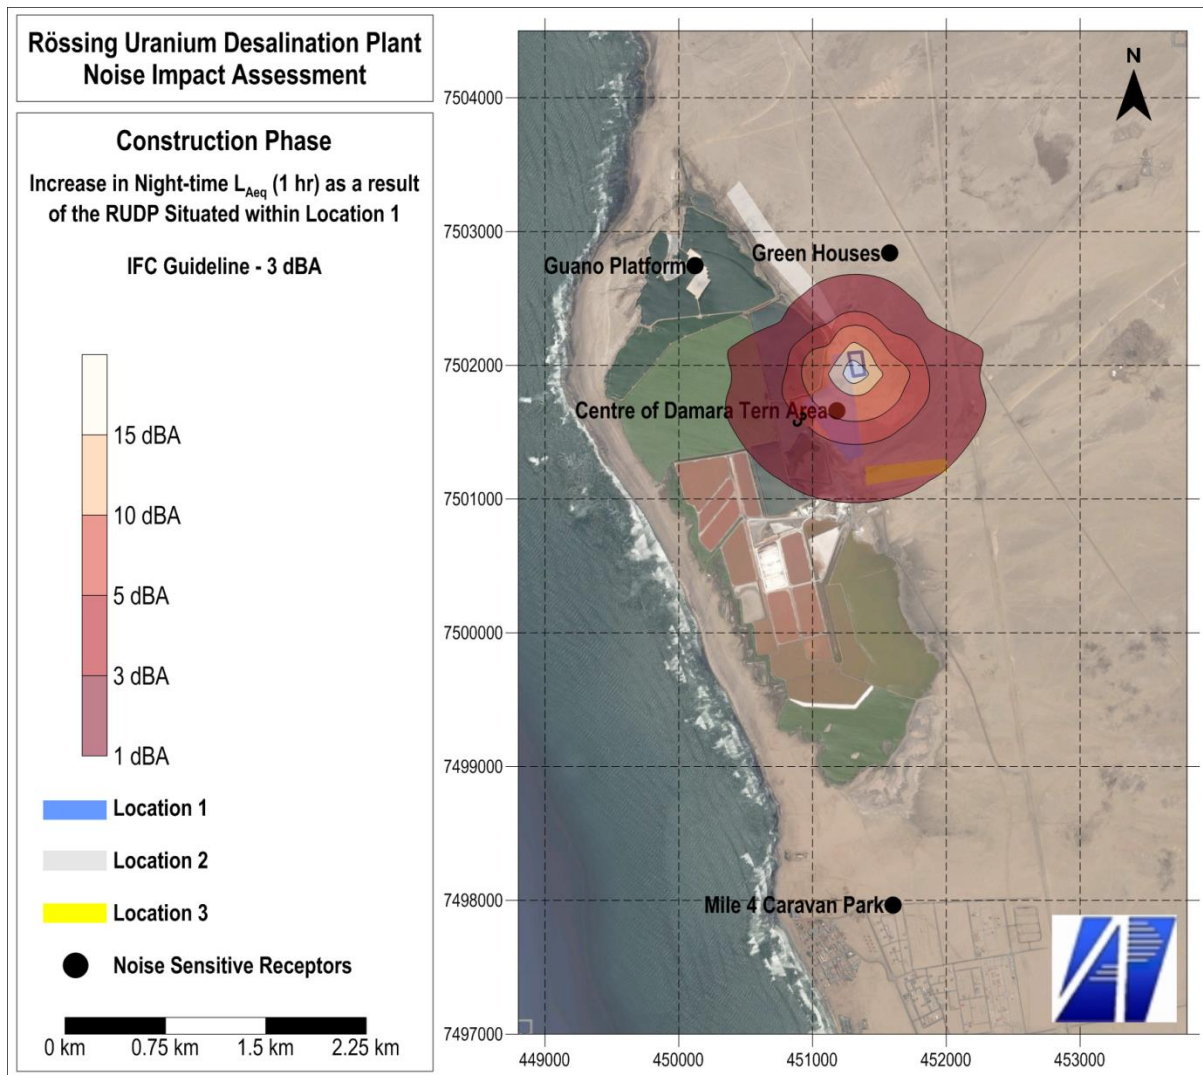 Rössing Uranium Desalination Plant
Noise Impact Assessment
Construction Phase
Increase in Night-time LAeq (1 hr) as a result
of the RUDP Situated within Location 1
IFC Guideline - 3 dBA
15 dBA
10 dBA
5 dBA
3 dBA
1 dBA
Location 1
Location 2
Location 3
Noise Sensitive Receptors
0 km 0.75 km 1.5 km 2.25 km
N
7504000
7503000
7502000
7501000
7500000
7499000
7498000
7497000
Green Houses
Guano Platform
Centre of Damara Tern Area
Mile 4 Caravan Park
449000 450000 451000 452000 453000